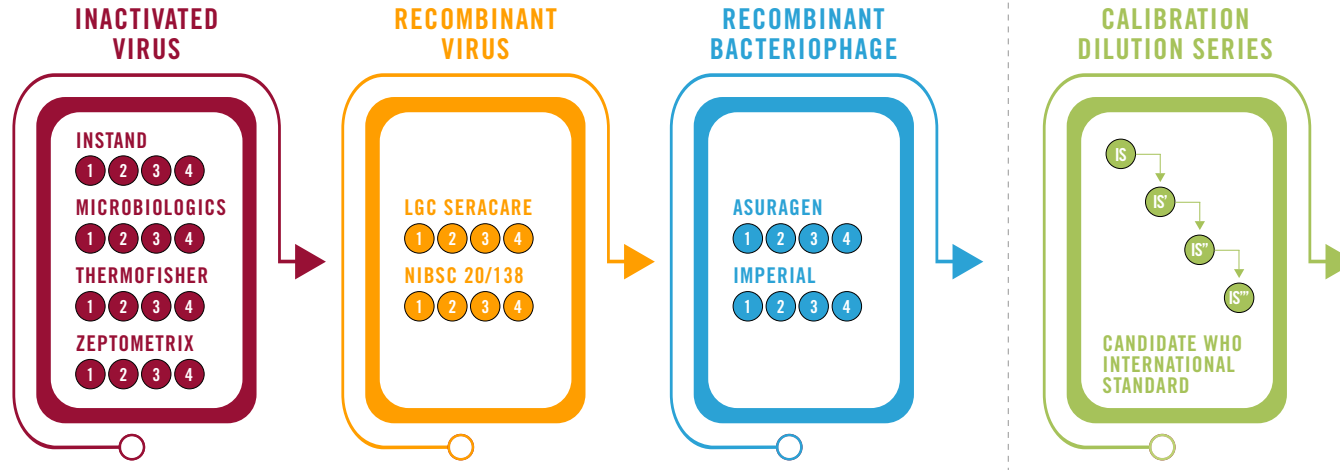 INACTIVATED
VIRUS
INSTAND
1 2 3 4
MICROBIOLOGICS
1 2 3 4
THERMOFISHER
1 2 3 4
ZEPTOMETRIX
1 2 3 4
RECOMBINANT
VIRUS
LGC SERACARE
1 2 3 4
NIBSC 20/138
1 2 3 4
RECOMBINANT
BACTERIOPHAGE
ASURAGEN
1 2 3 4
IMPERIAL
1 2 3 4
CALIBRATION
DILUTION SERIES
IS
IS'
IS"
IS'"
CANDIDATE WHO
INTERNATIONAL
STANDARD